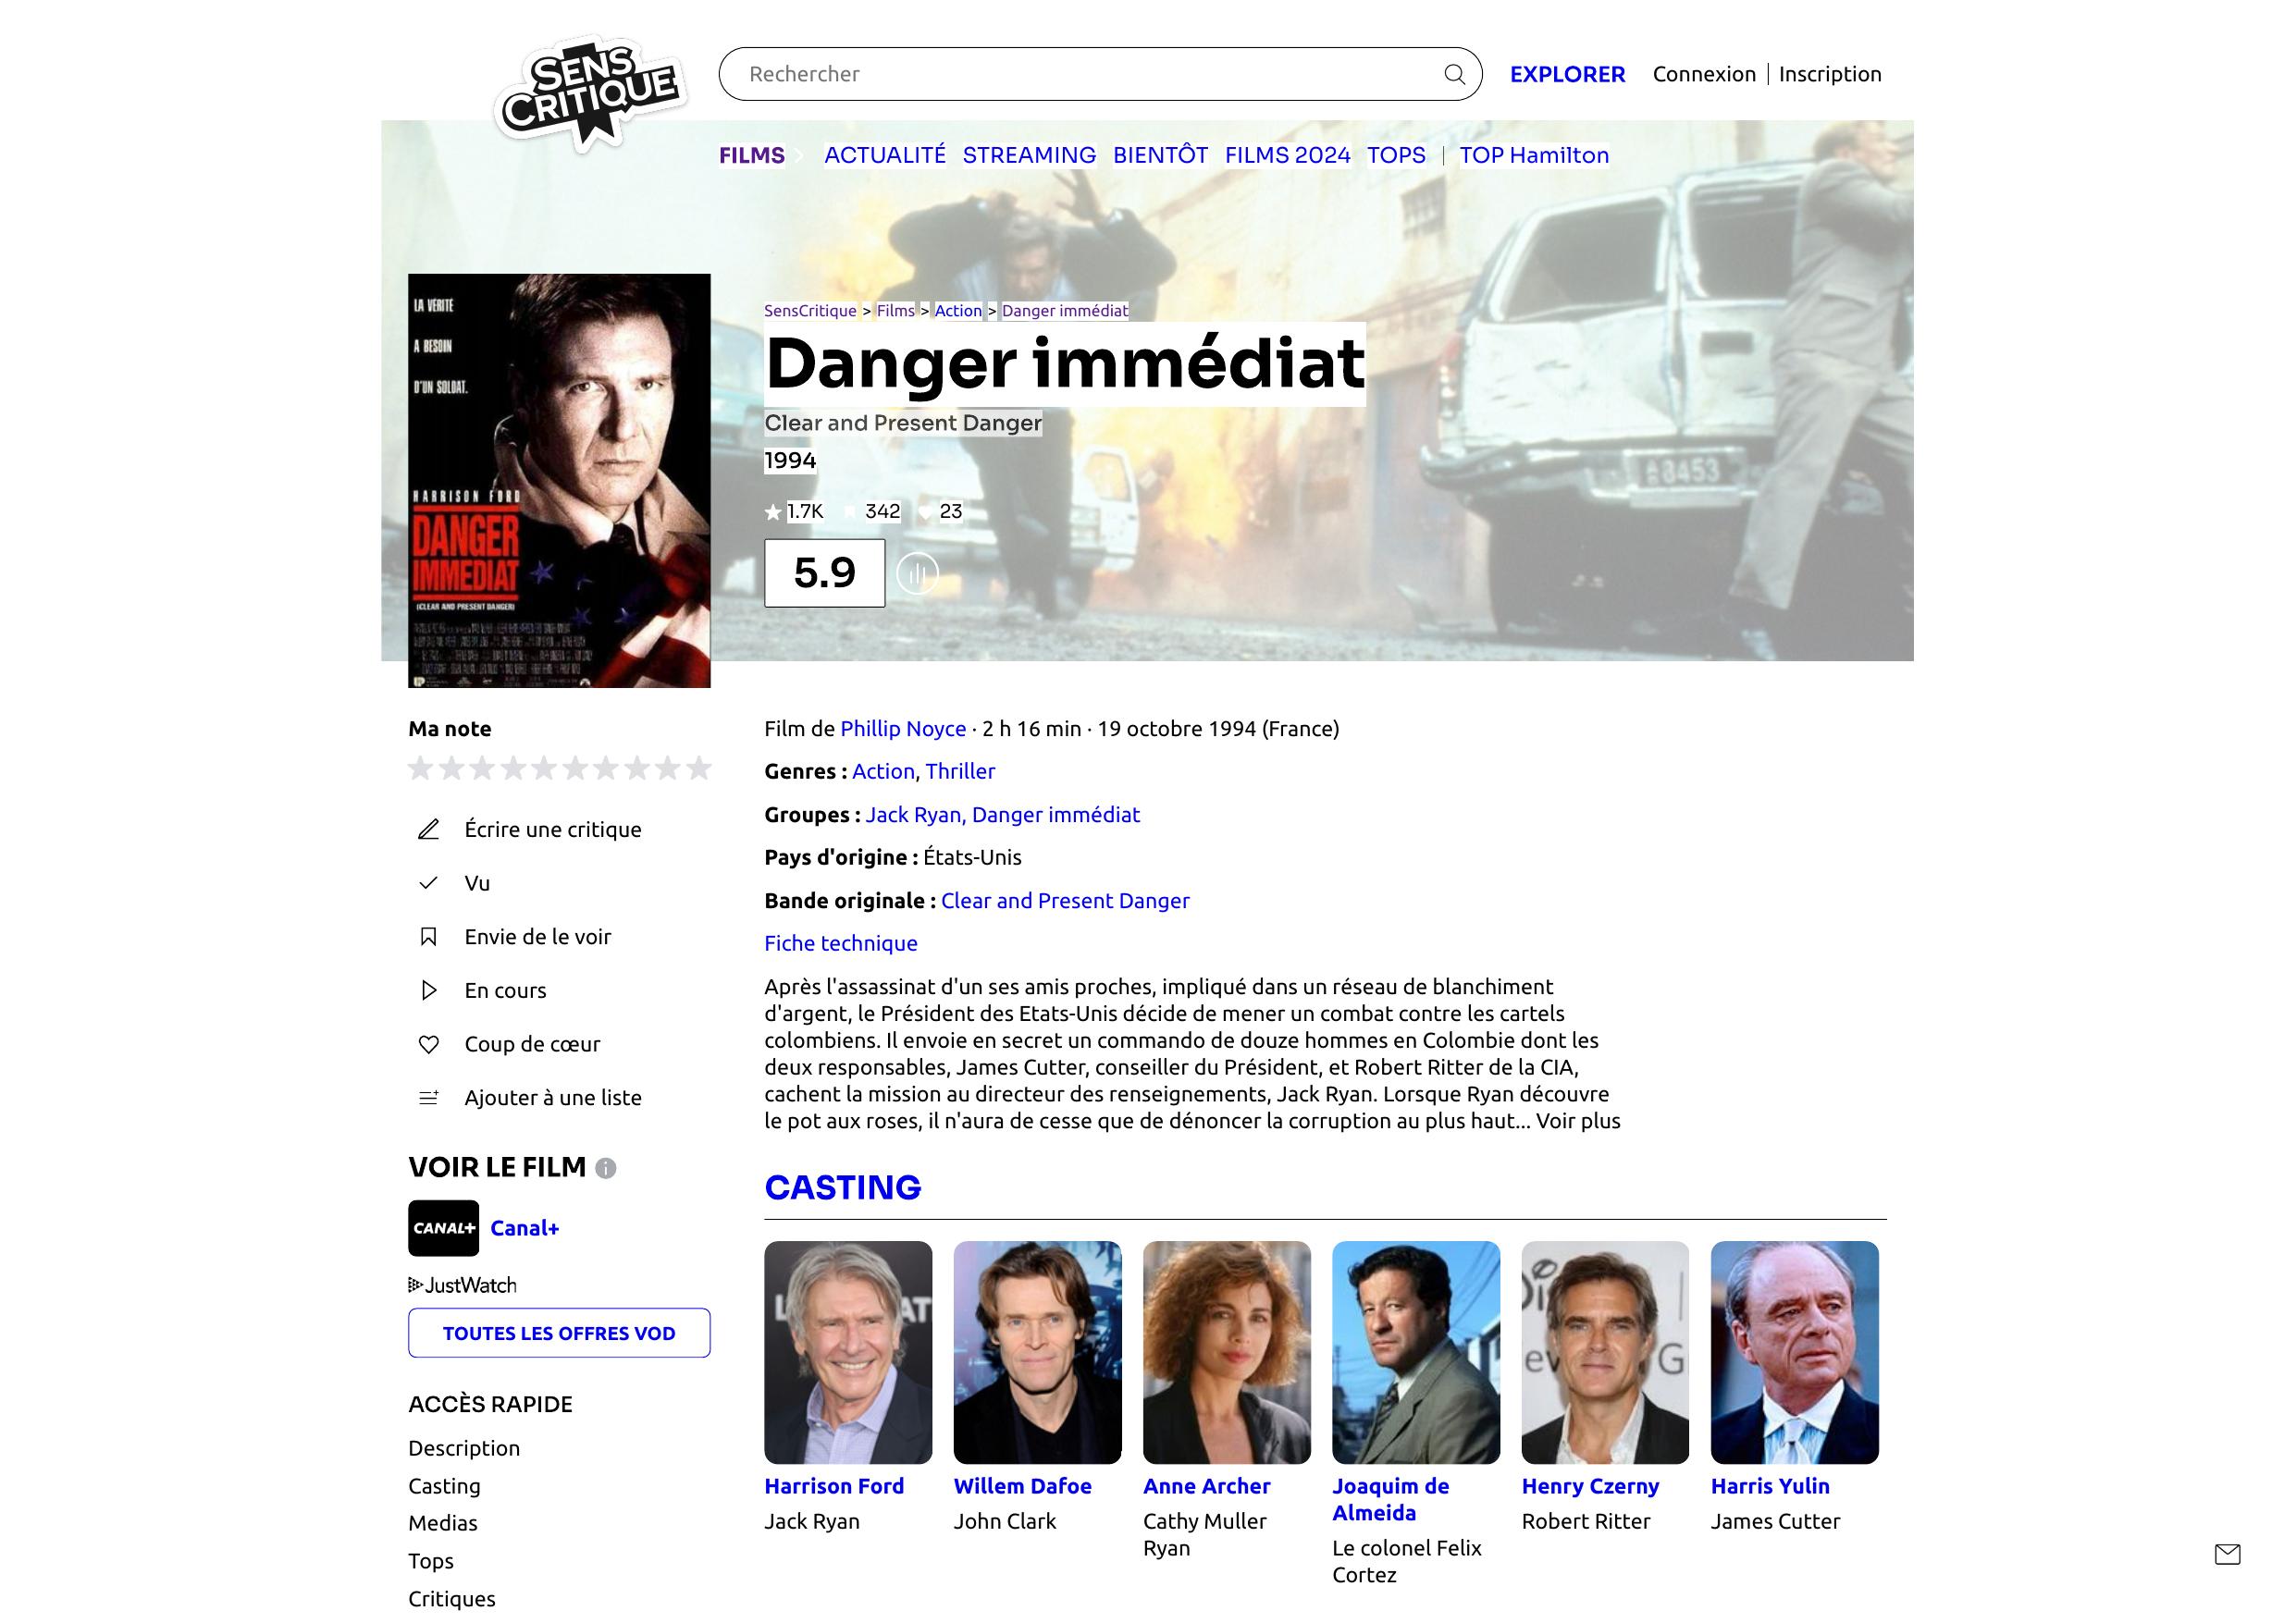 SENS CRITIQUE
Rechercher
EXPLORER
Connexion | Inscription
FILMS ACTUALITÉ STREAMING BIENTÔT FILMS 2024 TOPS | TOP Hamilton
LA VÉRITÉ
A BESOIN
D'UN SOLDAT.
HARRISON FORD
DANGER
IMMEDIAT
(CLEAR AND PRESENT DANGER)
SensCritique > Films > Action > Danger immédiat
Danger immédiat
Clear and Present Danger
1994
1.7K 342 23
5.9
Ma note
Écrire une critique
Vu
Envie de le voir
En cours
Coup de cœur
Ajouter à une liste
VOIR LE FILM
CANAL+ Canal+
JustWatch
TOUTES LES OFFRES VOD
ACCÈS RAPIDE
Description
Casting
Medias
Tops
Critiques
Film de Phillip Noyce · 2 h 16 min · 19 octobre 1994 (France)
Genres : Action, Thriller
Groupes : Jack Ryan, Danger immédiat
Pays d'origine : États-Unis
Bande originale : Clear and Present Danger
Fiche technique
Après l'assassinat d'un ses amis proches, impliqué dans un réseau de blanchiment
d'argent, le Président des Etats-Unis décide de mener un combat contre les cartels
colombiens. Il envoie en secret un commando de douze hommes en Colombie dont les
deux responsables, James Cutter, conseiller du Président, et Robert Ritter de la CIA,
cachent la mission au directeur des renseignements, Jack Ryan. Lorsque Ryan découvre
le pot aux roses, il n'aura de cesse que de dénoncer la corruption au plus haut... Voir plus
CASTING
Harrison Ford
Jack Ryan
Willem Dafoe
John Clark
Anne Archer
Cathy Muller
Ryan
Joaquim de
Almeida
Le colonel Felix
Cortez
Henry Czerny
Robert Ritter
Harris Yulin
James Cutter